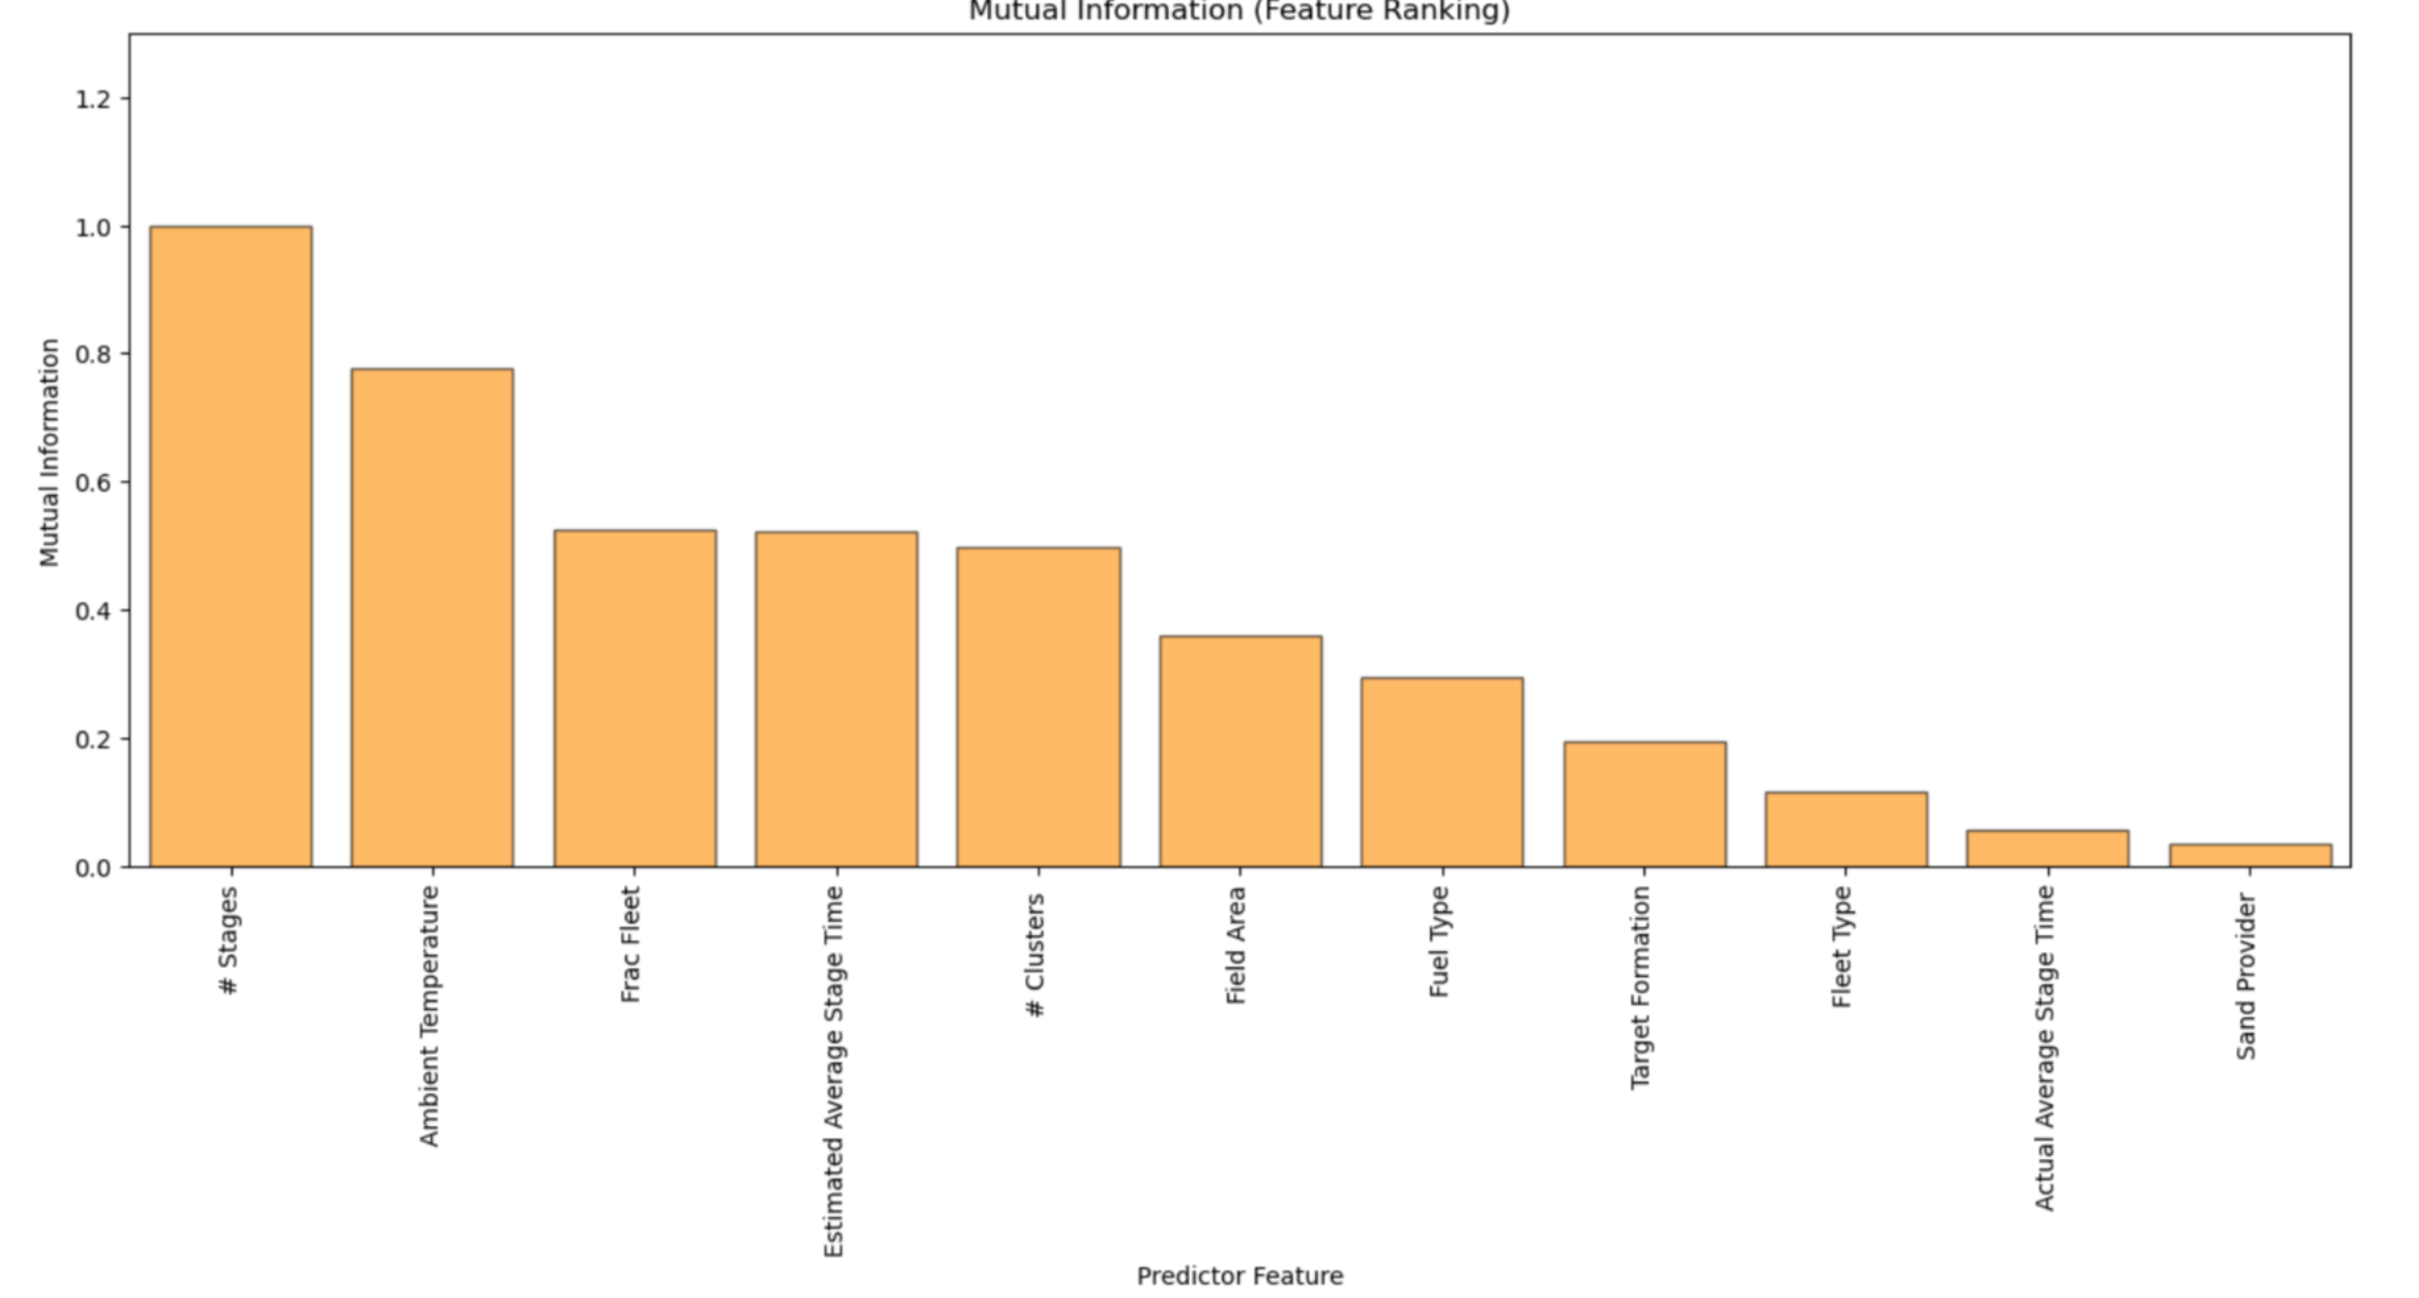 Mutual Information (Feature Ranking)
1.2
1.0
0.8
0.6
0.4
0.2
0.0
Mutual Information
# Stages
Ambient Temperature
Frac Fleet
Estimated Average Stage Time
# Clusters
Field Area
Fuel Type
Target Formation
Fleet Type
Actual Average Stage Time
Sand Provider
Predictor Feature